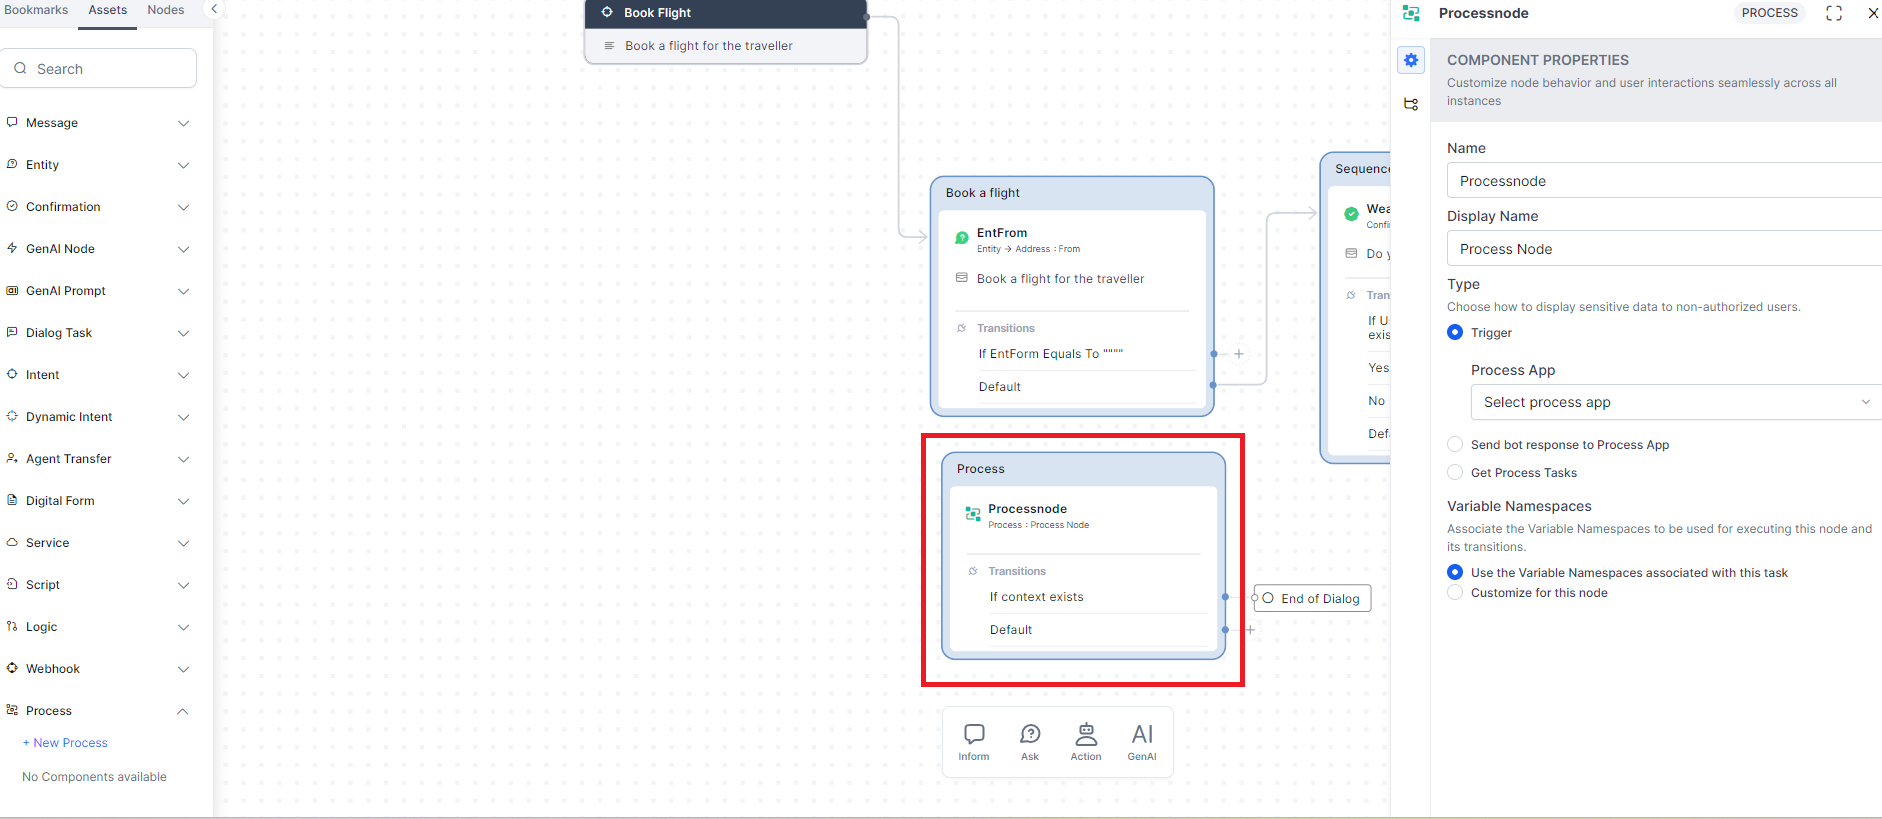 Bookmarks
Assets
Nodes
Search
Message
Entity
Confirmation
GenAI Node
GenAI Prompt
Dialog Task
Intent
Dynamic Intent
Agent Transfer
Digital Form
Service
Script
Logic
Webhook
Process
+ New Process
No Components available
Book Flight
Book a flight for the traveller
Book a flight
EntFrom
Entity → Address : From
Book a flight for the traveller
Transitions
If EntForm Equals To """"
Default
Sequence
Do
If U
Yes
No
Process
Processnode
Process : Process Node
Transitions
If context exists
Default
End of Dialog
Inform
Ask
Action
AI
GenAI
Processnode
PROCESS
COMPONENT PROPERTIES
Customize node behavior and user interactions seamlessly across all
instances
Name
Processnode
Display Name
Process Node
Type
Choose how to display sensitive data to non-authorized users.
Trigger
Process App
Select process app
Send bot response to Process App
Get Process Tasks
Variable Namespaces
Associate the Variable Namespaces to be used for executing this node and
its transitions.
Use the Variable Namespaces associated with this task
Customize for this node